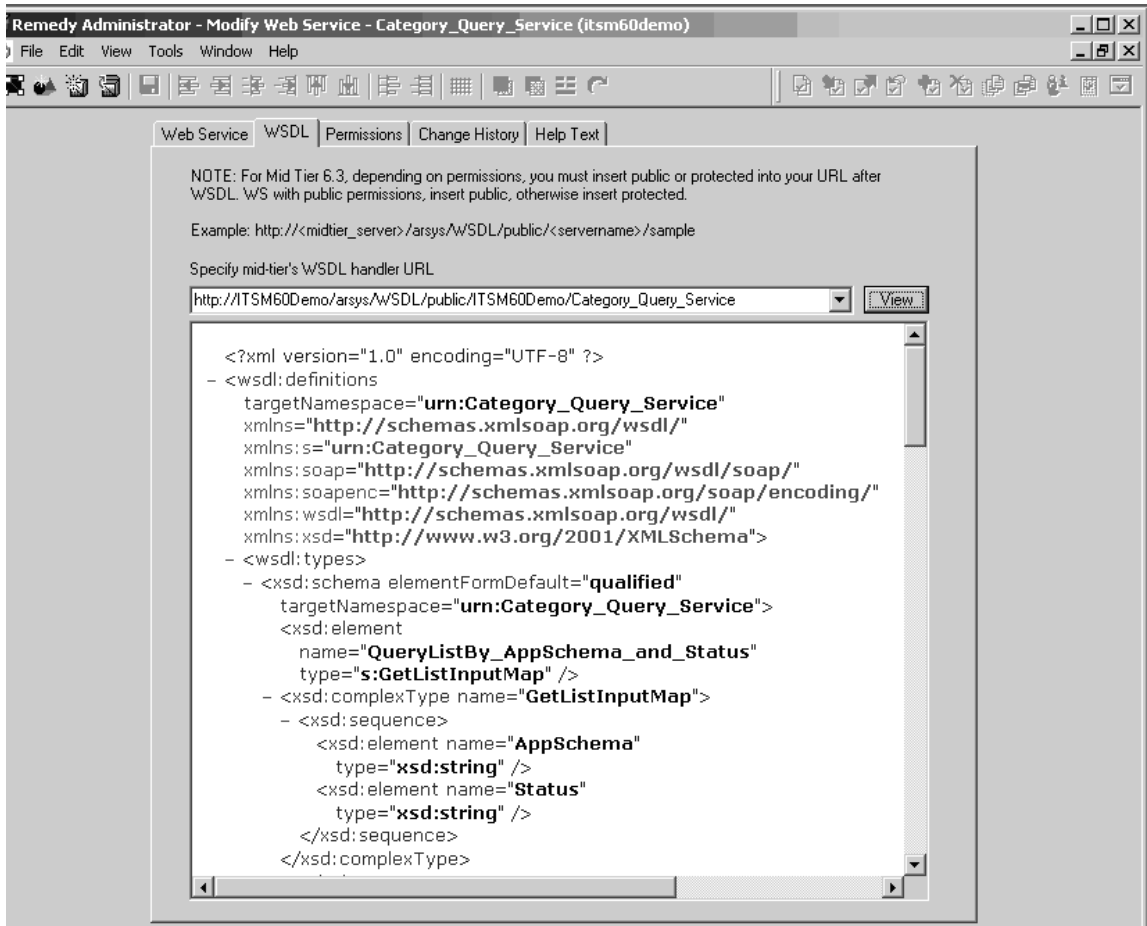 Remedy Administrator - Modify Web Service - Category_Query_Service (itsm60demo)
File Edit View Tools Window Help
Web Service WSDL Permissions Change History Help Text
NOTE: For Mid Tier 6.3, depending on permissions, you must insert public or protected into your URL after
WSDL. WS with public permissions, insert public, otherwise insert protected.
Example: http://<midtier_server>/arsys/WSDL/public/<servername>/sample
Specify mid-tier's WSDL handler URL
http://ITSM60Demo/arsys/WSDL/public/ITSM60Demo/Category_Query_Service View
<?xml version="1.0" encoding="UTF-8" ?>
- <wsdl:definitions
targetNamespace="urn:Category_Query_Service"
xmlns="http://schemas.xmlsoap.org/wsdl/"
xmlns:s="urn:Category_Query_Service"
xmlns:soap="http://schemas.xmlsoap.org/wsdl/soap/"
xmlns:soapenc="http://schemas.xmlsoap.org/soap/encoding/"
xmlns:wsdl="http://schemas.xmlsoap.org/wsdl/"
xmlns:xsd="http://www.w3.org/2001/XMLSchema">
- <wsdl:types>
- <xsd:schema elementFormDefault="qualified"
targetNamespace="urn:Category_Query_Service">
<xsd:element
name="QueryListBy_AppSchema_and_Status"
type="s:GetListInputMap" />
- <xsd:complexType name="GetListInputMap">
- <xsd:sequence>
<xsd:element name="AppSchema"
type="xsd:string" />
<xsd:element name="Status"
type="xsd:string" />
</xsd:sequence>
</xsd:complexType>